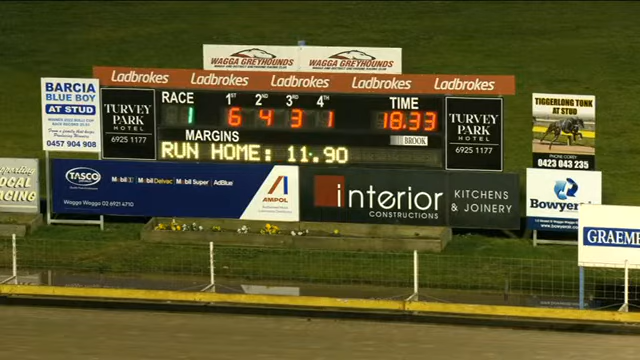 WAGGA GREYHOUNDS
WAGGA GREYHOUNDS
Ladbrokes Ladbrokes Ladbrokes Ladbrokes Ladbrokes
BARCIA
BLUE BOY
AT STUD
0457 904 908
TURVEY
PARK
HOTEL
6925 1177
RACE 1st 2nd 3rd 4th TIME
1 6 4 3 1 18.33
MARGINS
BROOK
RUN HOME: 11.90
TURVEY
PARK
HOTEL
6925 1177
TIGGERLONG TONK
AT STUD
0423 043 235
LOCAL
RACING
TASCO
Mobil Mobil Delvac Mobil Super AdBlue
Wagga Wagga 02 6921 4710
AMPOL
interior
CONSTRUCTIONS
KITCHENS
& JOINERY
Bowyer
GRAEME